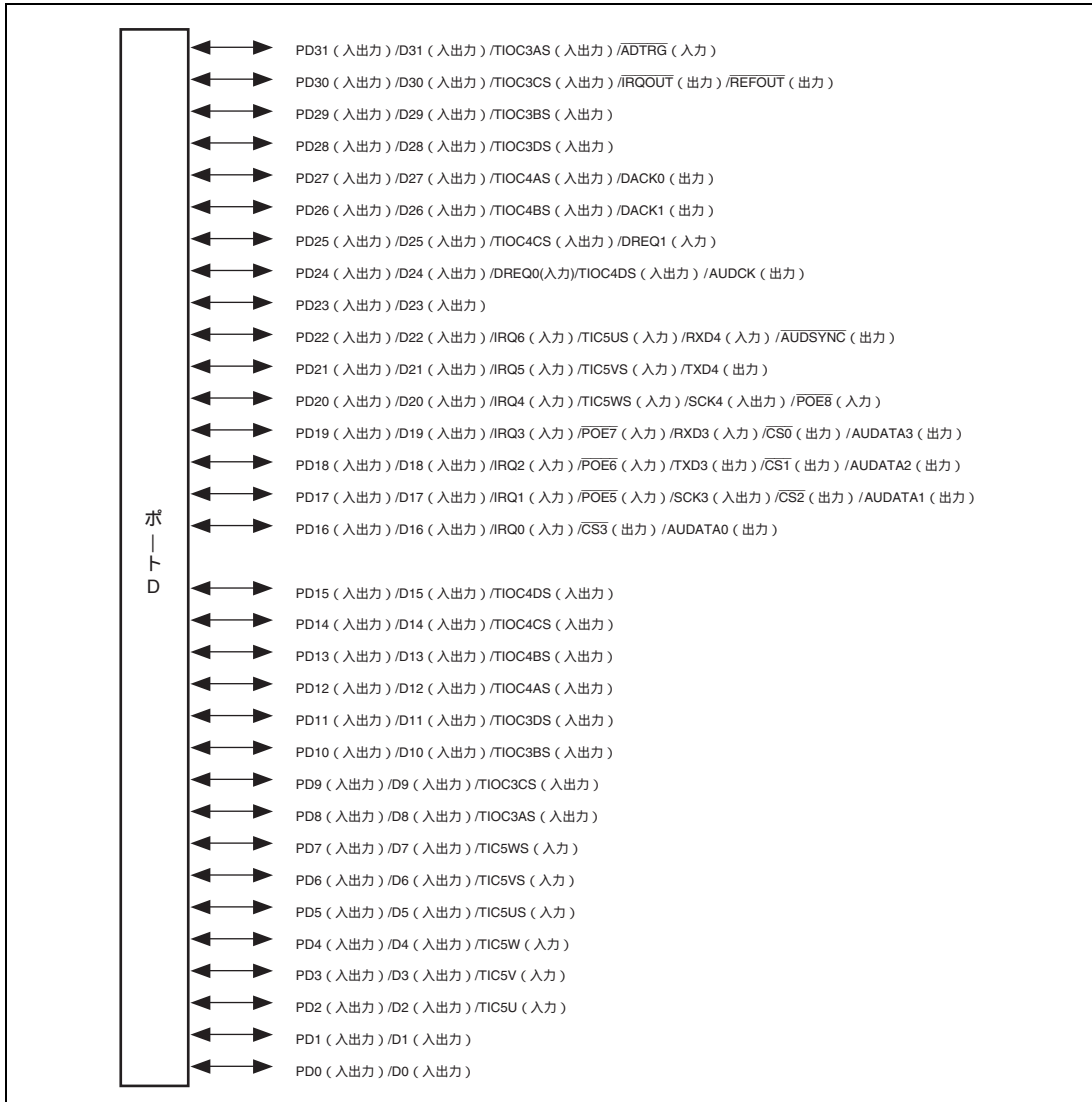 PD31（入出力）/D31（入出力）/TIOC3AS（入出力）/A̅D̅T̅R̅G̅（入力）
PD30（入出力）/D30（入出力）/TIOC3CS（入出力）/I̅R̅Q̅O̅U̅T̅（出力）/R̅E̅F̅O̅U̅T̅（出力）
PD29（入出力）/D29（入出力）/TIOC3BS（入出力）
PD28（入出力）/D28（入出力）/TIOC3DS（入出力）
PD27（入出力）/D27（入出力）/TIOC4AS（入出力）/DACK0（出力）
PD26（入出力）/D26（入出力）/TIOC4BS（入出力）/DACK1（出力）
PD25（入出力）/D25（入出力）/TIOC4CS（入出力）/DREQ1（入力）
PD24（入出力）/D24（入出力）/DREQ0(入力)/TIOC4DS（入出力）/AUDCK（出力）
PD23（入出力）/D23（入出力）
PD22（入出力）/D22（入出力）/IRQ6（入力）/TIC5US（入力）/RXD4（入力）/A̅U̅D̅S̅Y̅N̅C̅（出力）
PD21（入出力）/D21（入出力）/IRQ5（入力）/TIC5VS（入力）/TXD4（出力）
PD20（入出力）/D20（入出力）/IRQ4（入力）/TIC5WS（入力）/SCK4（入出力）/P̅O̅E̅8̅（入力）
PD19（入出力）/D19（入出力）/IRQ3（入力）/P̅O̅E̅7̅（入力）/RXD3（入力）/C̅S̅0̅（出力）/AUDATA3（出力）
PD18（入出力）/D18（入出力）/IRQ2（入力）/P̅O̅E̅6̅（入力）/TXD3（出力）/C̅S̅1̅（出力）/AUDATA2（出力）
PD17（入出力）/D17（入出力）/IRQ1（入力）/P̅O̅E̅5̅（入力）/SCK3（入出力）/C̅S̅2̅（出力）/AUDATA1（出力）
PD16（入出力）/D16（入出力）/IRQ0（入力）/C̅S̅3̅（出力）/AUDATA0（出力）
ポートD
PD15（入出力）/D15（入出力）/TIOC4DS（入出力）
PD14（入出力）/D14（入出力）/TIOC4CS（入出力）
PD13（入出力）/D13（入出力）/TIOC4BS（入出力）
PD12（入出力）/D12（入出力）/TIOC4AS（入出力）
PD11（入出力）/D11（入出力）/TIOC3DS（入出力）
PD10（入出力）/D10（入出力）/TIOC3BS（入出力）
PD9（入出力）/D9（入出力）/TIOC3CS（入出力）
PD8（入出力）/D8（入出力）/TIOC3AS（入出力）
PD7（入出力）/D7（入出力）/TIC5WS（入力）
PD6（入出力）/D6（入出力）/TIC5VS（入力）
PD5（入出力）/D5（入出力）/TIC5US（入力）
PD4（入出力）/D4（入出力）/TIC5W（入力）
PD3（入出力）/D3（入出力）/TIC5V（入力）
PD2（入出力）/D2（入出力）/TIC5U（入力）
PD1（入出力）/D1（入出力）
PD0（入出力）/D0（入出力）